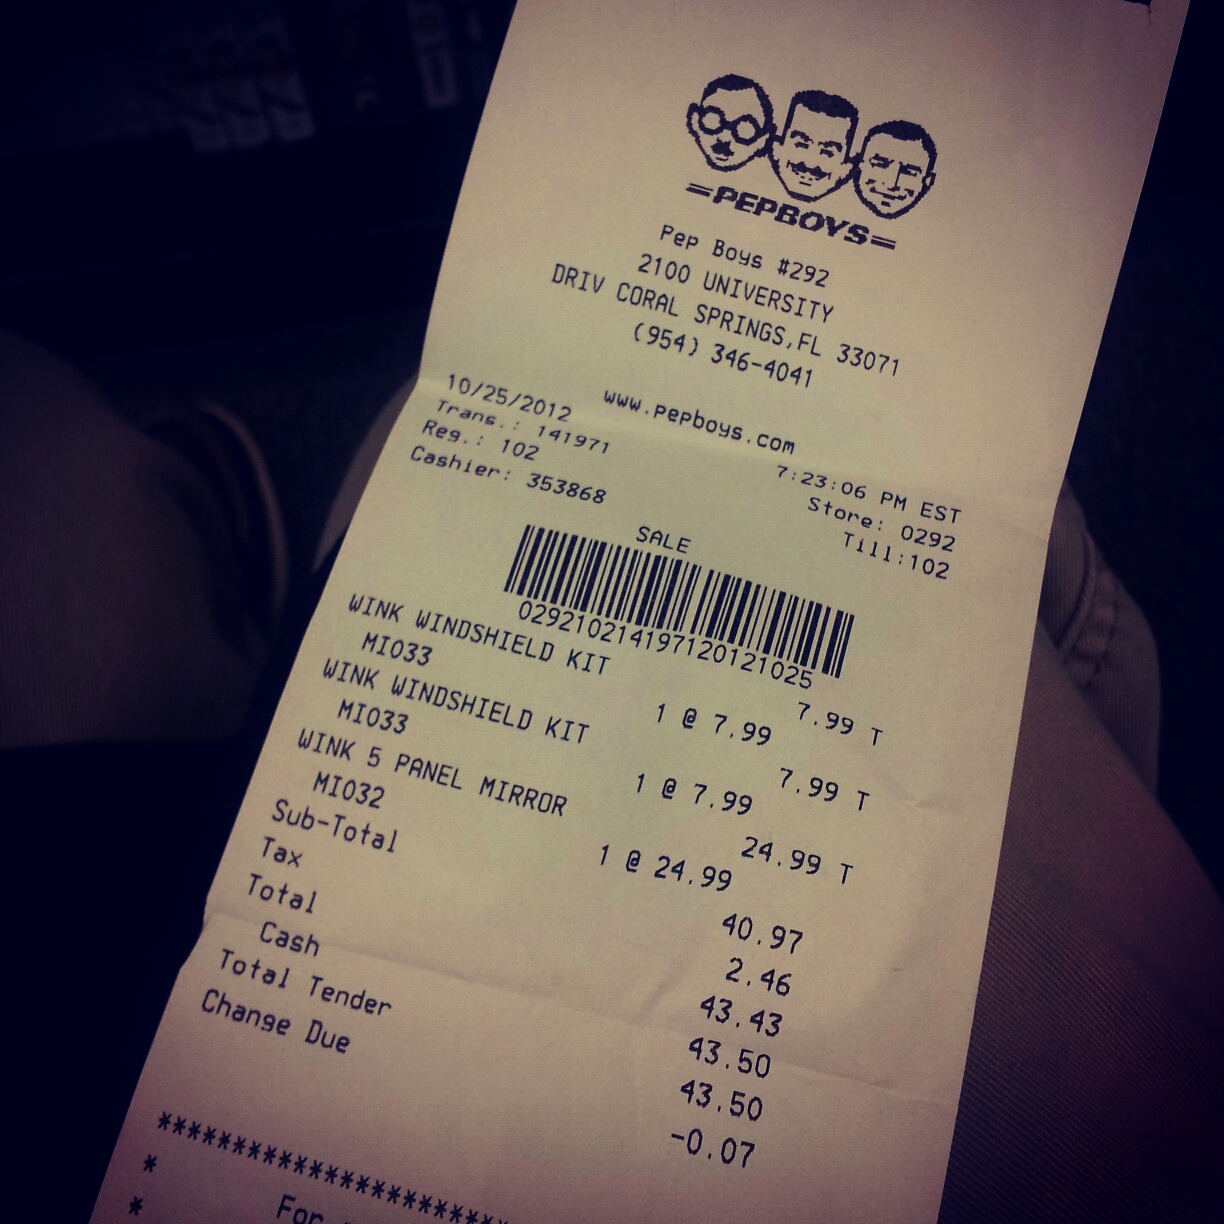 =PEPBOYS=
Pep Boys #292
2100 UNIVERSITY
DRIV CORAL SPRINGS,FL 33071
(954) 346-4041
www.pepboys.com
10/25/2012 7:23:06 PM EST
Trans.: 141971 Store: 0292
Reg.: 102 Till:102
Cashier: 353868
SALE
029210214197120121025
WINK WINDSHIELD KIT 7.99 T
MI033 1 @ 7.99
WINK WINDSHIELD KIT 7.99 T
MI033 1 @ 7.99
WINK 5 PANEL MIRROR 24.99 T
MI032 1 @ 24.99
Sub-Total 40.97
Tax 2.46
Total 43.43
Cash 43.50
Total Tender 43.50
Change Due -0.07
************************
*
* For